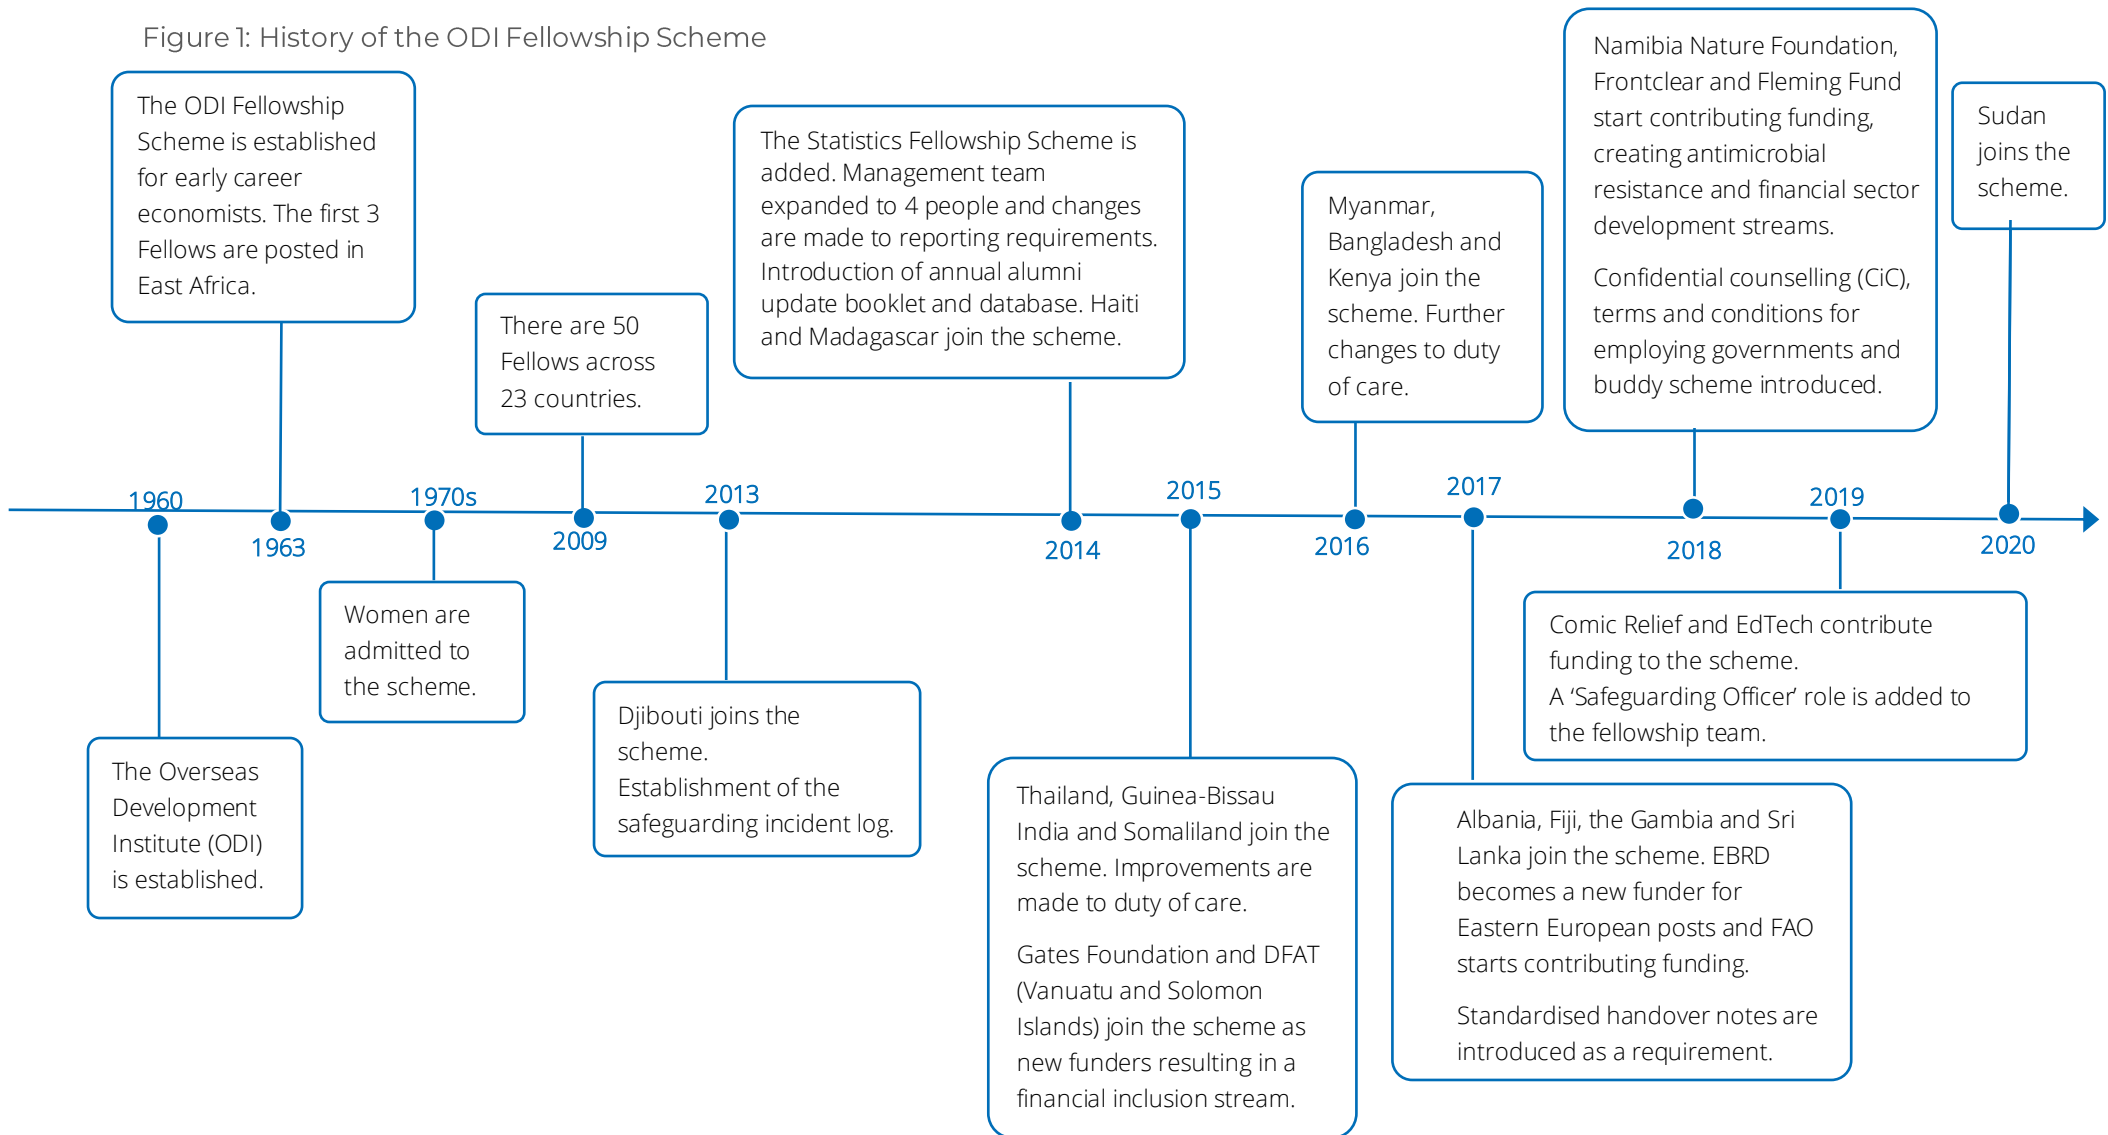 Figure 1: History of the ODI Fellowship Scheme
The ODI Fellowship
Scheme is established
for early career
economists. The first 3
Fellows are posted in
East Africa.
There are 50
Fellows across
23 countries.
The Statistics Fellowship Scheme is
added. Management team
expanded to 4 people and changes
are made to reporting requirements.
Introduction of annual alumni
update booklet and database. Haiti
and Madagascar join the scheme.
Myanmar,
Bangladesh and
Kenya join the
scheme. Further
changes to duty
of care.
Namibia Nature Foundation,
Frontclear and Fleming Fund
start contributing funding,
creating antimicrobial
resistance and financial sector
development streams.
Confidential counselling (CiC),
terms and conditions for
employing governments and
buddy scheme introduced.
Sudan
joins the
scheme.
1960
1963
1970s
2009
2013
2014
2015
2016
2017
2018
2019
2020
The Overseas
Development
Institute (ODI)
is established.
Women are
admitted to
the scheme.
Djibouti joins the
scheme.
Establishment of the
safeguarding incident log.
Thailand, Guinea-Bissau
India and Somaliland join the
scheme. Improvements are
made to duty of care.
Gates Foundation and DFAT
(Vanuatu and Solomon
Islands) join the scheme as
new funders resulting in a
financial inclusion stream.
Albania, Fiji, the Gambia and Sri
Lanka join the scheme. EBRD
becomes a new funder for
Eastern European posts and FAO
starts contributing funding.
Standardised handover notes are
introduced as a requirement.
Comic Relief and EdTech contribute
funding to the scheme.
A ‘Safeguarding Officer’ role is added to
the fellowship team.